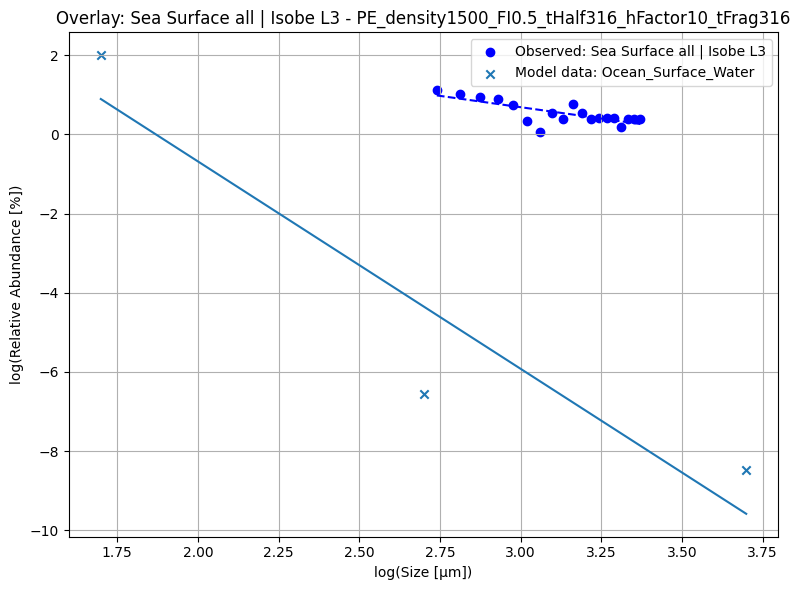 Overlay: Sea Surface all | Isobe L3 - PE_density1500_FI0.5_tHalf316_hFactor10_tFrag316
Observed: Sea Surface all | Isobe L3
Model data: Ocean_Surface_Water
log(Relative Abundance [%])
2
0
−2
−4
−6
−8
−10
1.75 2.00 2.25 2.50 2.75 3.00 3.25 3.50 3.75
log(Size [µm])